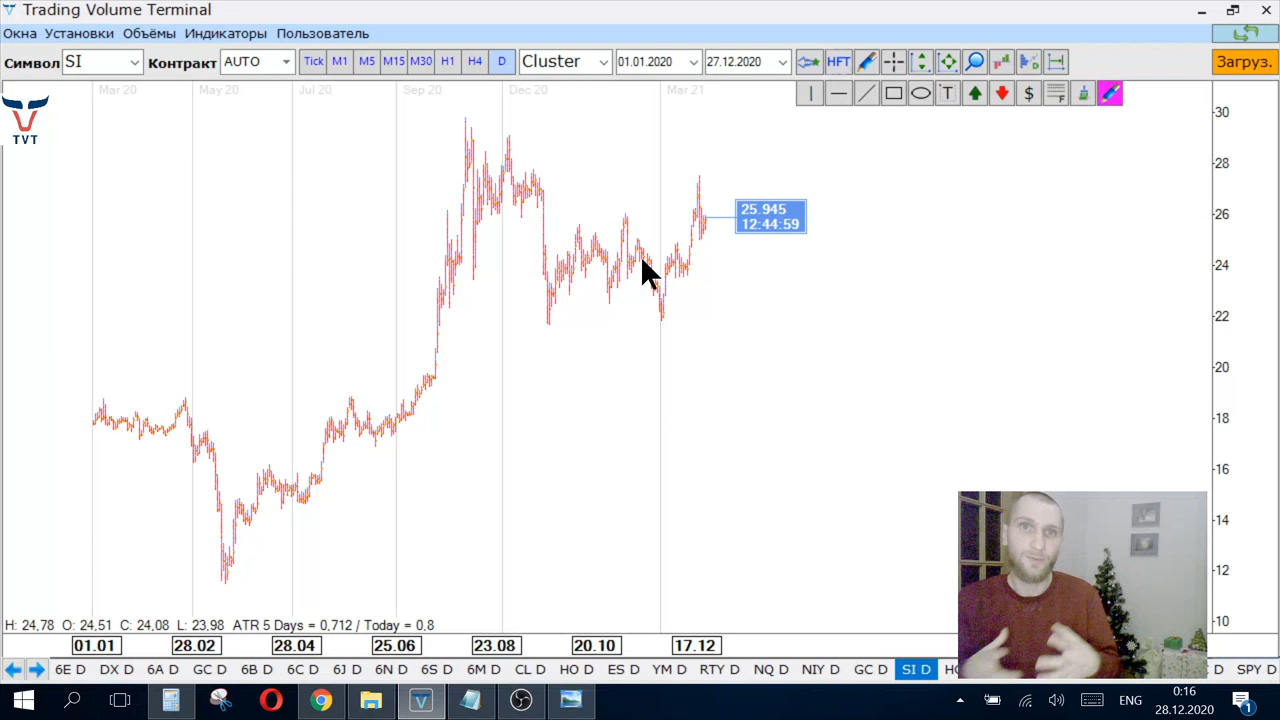 Trading Volume Terminal
Окна Установки Объёмы Индикаторы Пользователь
Символ SI Контракт AUTO Tick M1 M5 M15 M30 H1 H4 D Cluster 01.01.2020 27.12.2020 HFT Загруз.
T $ F
Mar 20 May 20 Jul 20 Sep 20 Dec 20 Mar 21
TVT
30
28
26
25.945
12:44:59
24
22
20
18
16
14
12
10
H: 24,78 O: 24,51 C: 24,08 L: 23,98 ATR 5 Days = 0,712 / Today = 0,8
01.01 28.02 28.04 25.06 23.08 20.10 17.12
6E D DX D 6A D GC D 6B D 6C D 6J D 6N D 6S D 6M D CL D HO D ES D YM D RTY D NQ D NIY D GC D SI D SPY D
ENG
0:16
28.12.2020
1